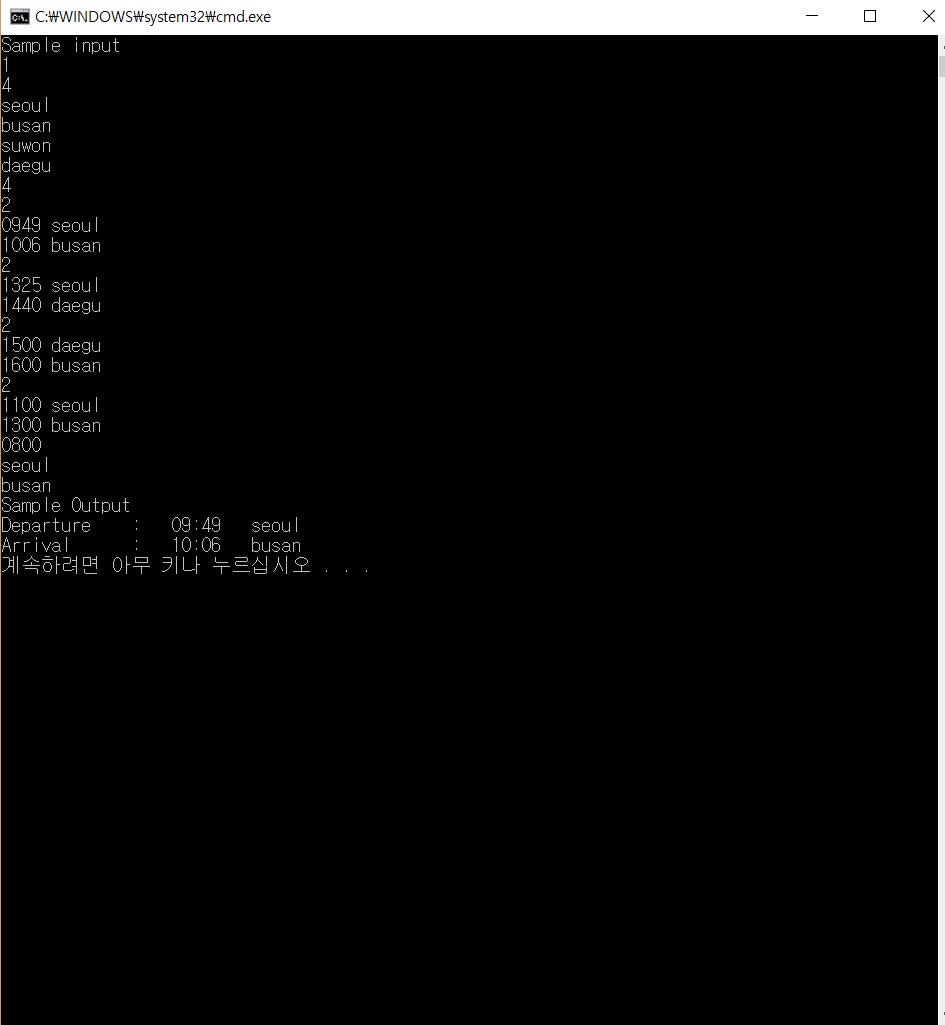 C:₩WINDOWS₩system32₩cmd.exe
Sample input
1
4
seoul
busan
suwon
daegu
4
2
0949 seoul
1006 busan
2
1325 seoul
1440 daegu
2
1500 daegu
1600 busan
2
1100 seoul
1300 busan
0800
seoul
busan
Sample Output
Departure : 09:49 seoul
Arrival : 10:06 busan
계속하려면 아무 키나 누르십시오 . . .